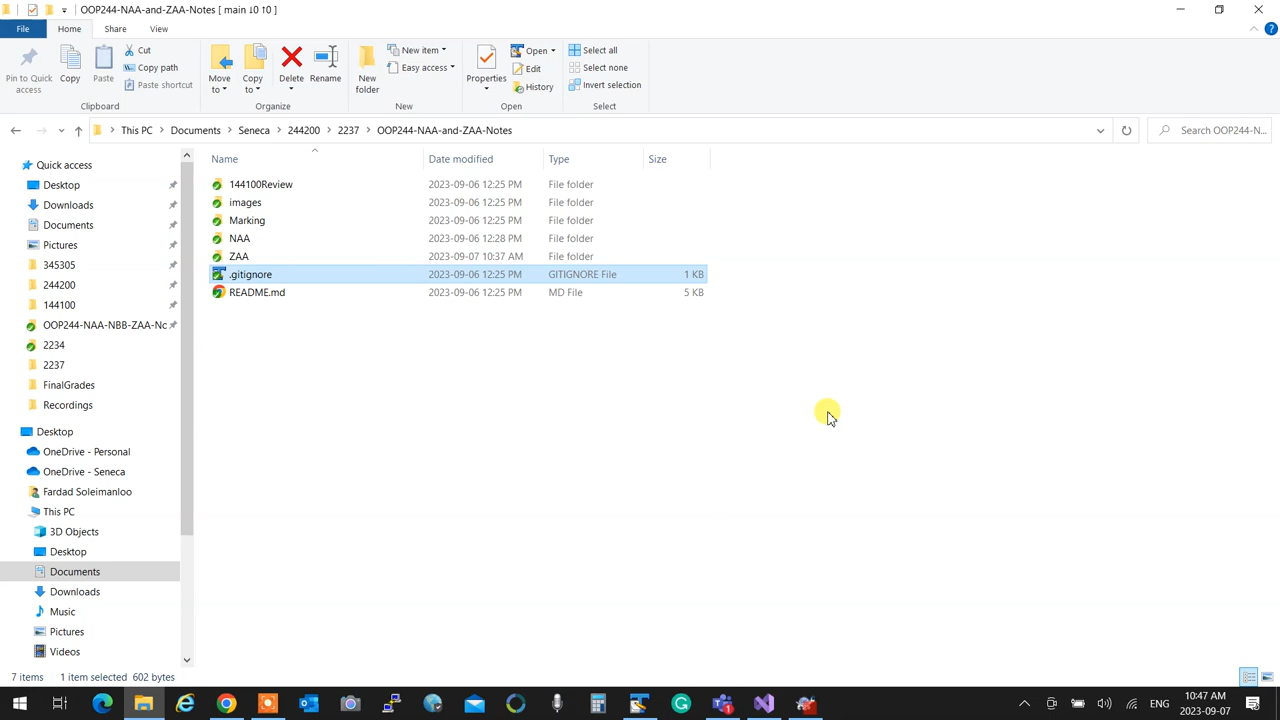 OOP244-NAA-and-ZAA-Notes [ main ]
File
Home
Share
View
Pin to Quick access
Copy
Paste
Cut
Copy path
Paste shortcut
Clipboard
Move to
Copy to
Delete
Rename
Organize
New folder
New item
Easy access
New
Properties
Open
Edit
History
Open
Select all
Select none
Invert selection
Select
This PC
Documents
Seneca
244200
2237
OOP244-NAA-and-ZAA-Notes
Search OOP244-N...
Name
Date modified
Type
Size
144100Review 2023-09-06 12:25 PM File folder
images 2023-09-06 12:25 PM File folder
Marking 2023-09-06 12:25 PM File folder
NAA 2023-09-06 12:28 PM File folder
ZAA 2023-09-07 10:37 AM File folder
.gitignore 2023-09-06 12:25 PM GITIGNORE File 1 KB
README.md 2023-09-06 12:25 PM MD File 5 KB
Quick access
Desktop
Downloads
Documents
Pictures
345305
244200
144100
OOP244-NAA-NBB-ZAA-Nc
2234
2237
FinalGrades
Recordings
Desktop
OneDrive - Personal
OneDrive - Seneca
Fardad Soleimanloo
This PC
3D Objects
Desktop
Documents
Downloads
Music
Pictures
Videos
7 items
1 item selected 602 bytes
ENG
10:47 AM
2023-09-07